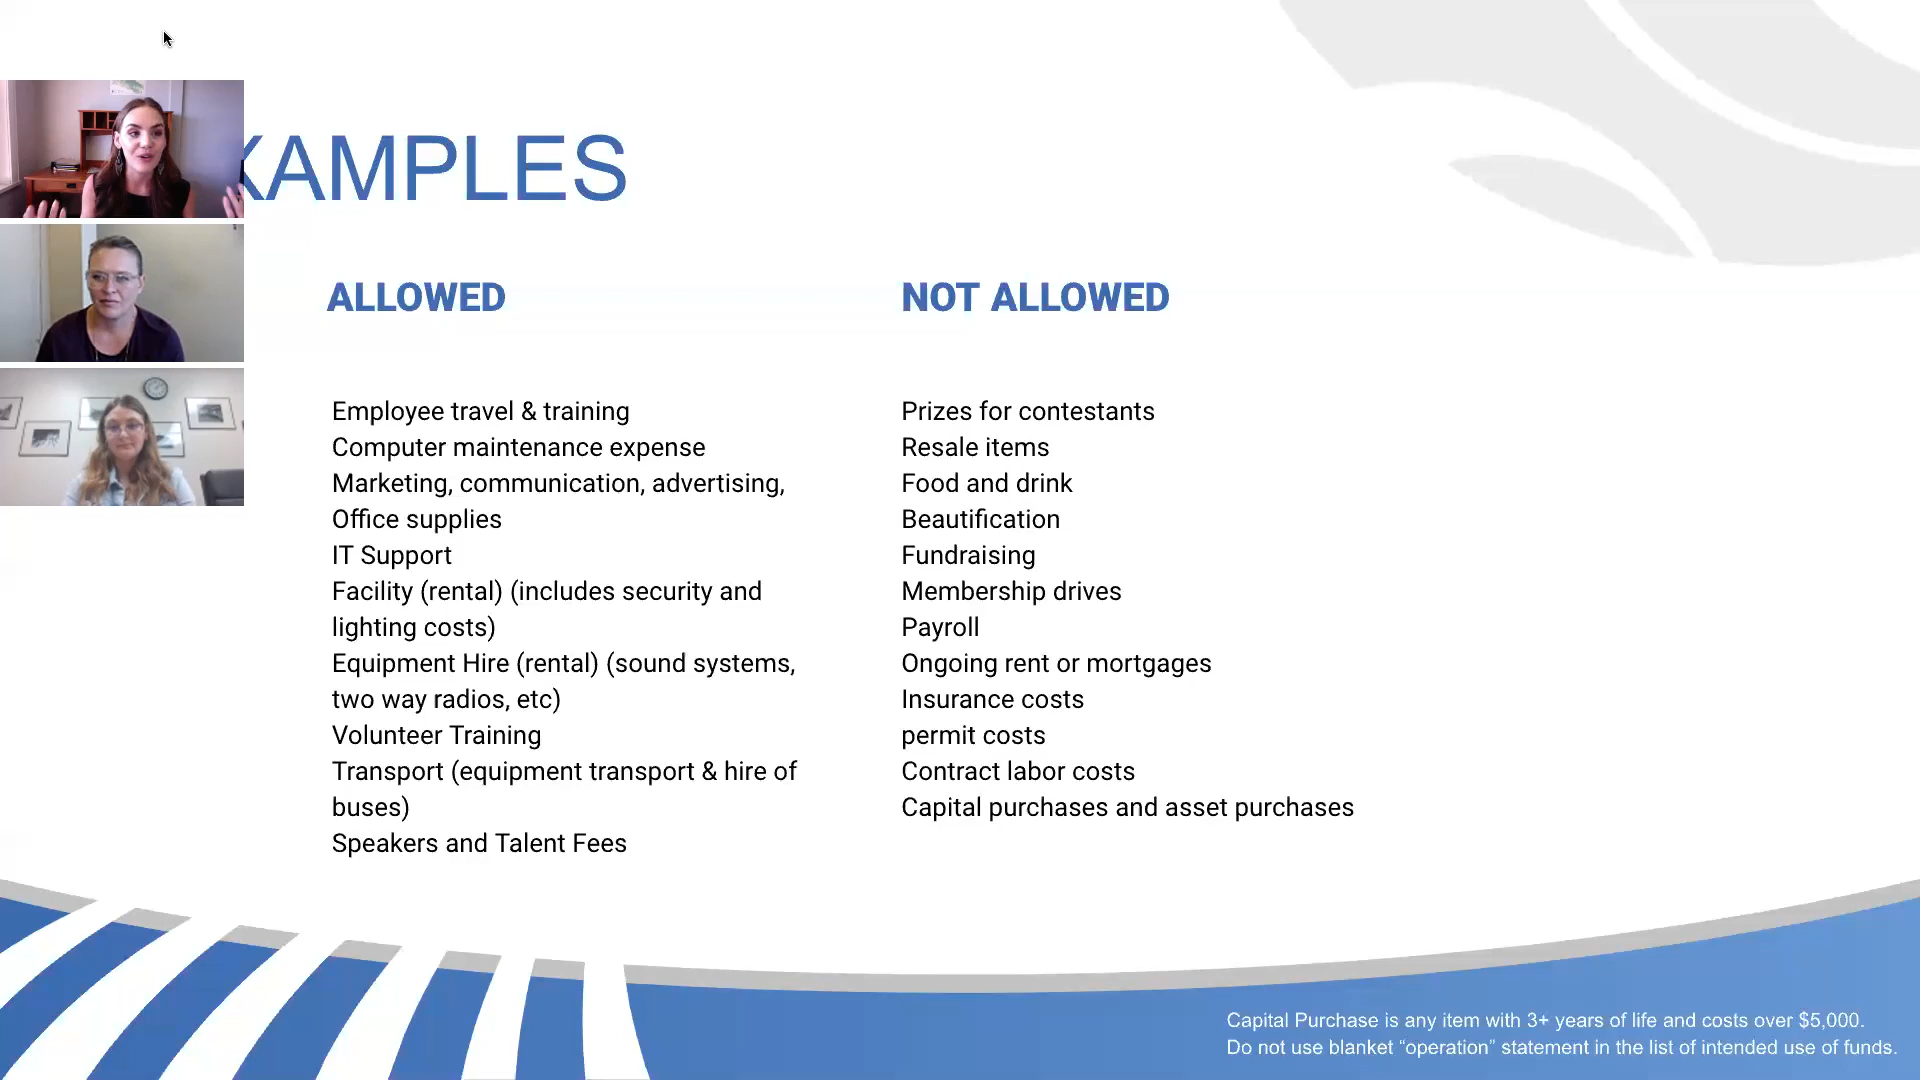 XAMPLES
ALLOWED
Employee travel & training
Computer maintenance expense
Marketing, communication, advertising,
Office supplies
IT Support
Facility (rental) (includes security and
lighting costs)
Equipment Hire (rental) (sound systems,
two way radios, etc)
Volunteer Training
Transport (equipment transport & hire of
buses)
Speakers and Talent Fees
NOT ALLOWED
Prizes for contestants
Resale items
Food and drink
Beautification
Fundraising
Membership drives
Payroll
Ongoing rent or mortgages
Insurance costs
permit costs
Contract labor costs
Capital purchases and asset purchases
Capital Purchase is any item with 3+ years of life and costs over $5,000.
Do not use blanket “operation” statement in the list of intended use of funds.